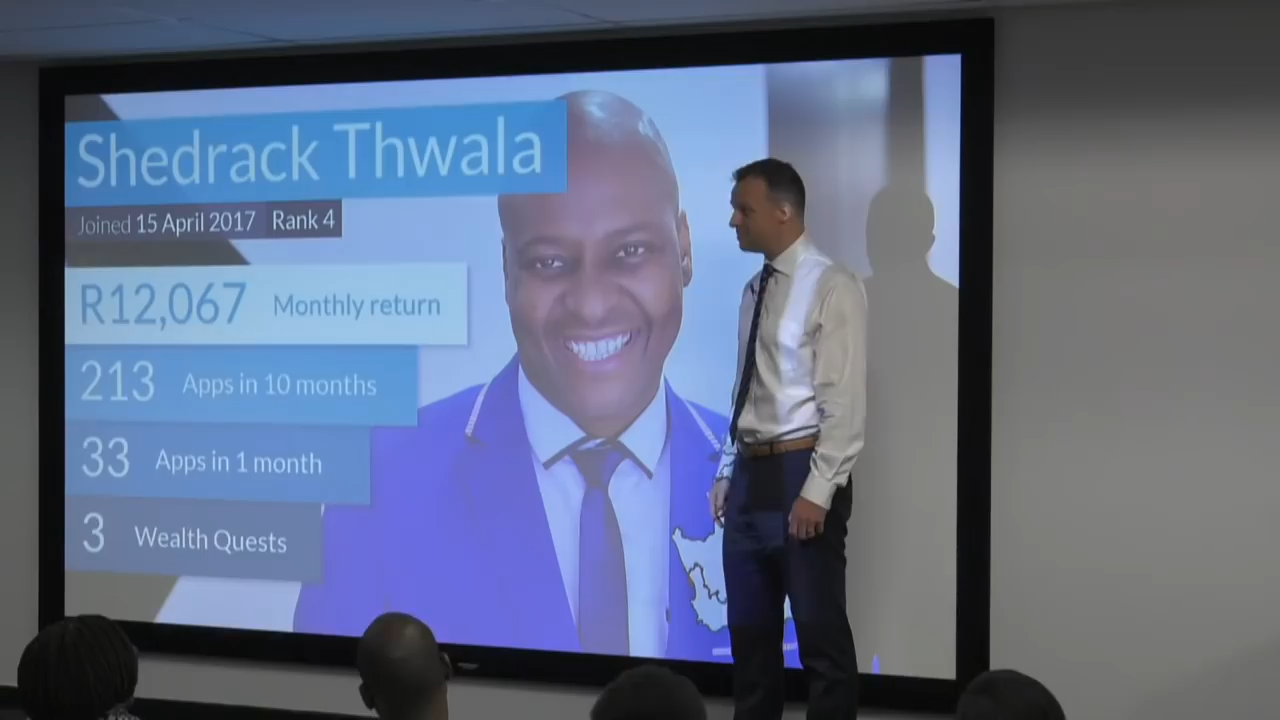 Shedrack Thwala
Joined 15 April 2017 Rank 4
R12,067 Monthly return
213 Apps in 10 months
33 Apps in 1 month
3 Wealth Quests